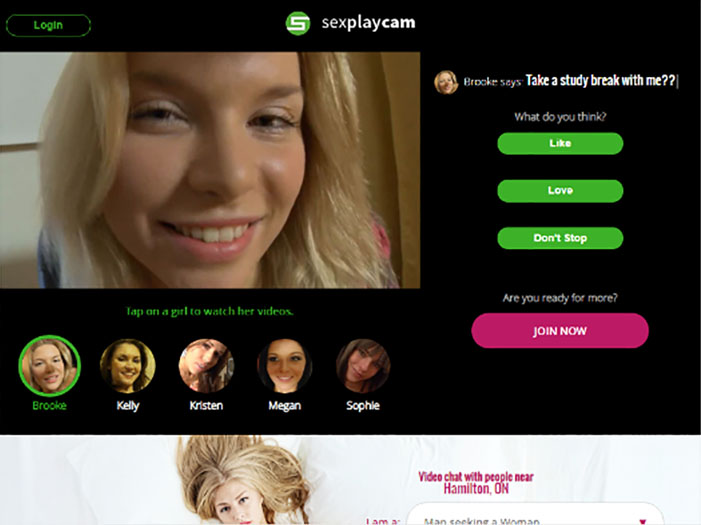 Login
sexplaycam
Brooke says: Take a study break with me??
What do you think?
Like
Love
Don't Stop
Are you ready for more?
JOIN NOW
Tap on a girl to watch her videos.
Brooke
Kelly
Kristen
Megan
Sophie
Video chat with people near
Hamilton, ON
I am a:
Man seeking a Woman